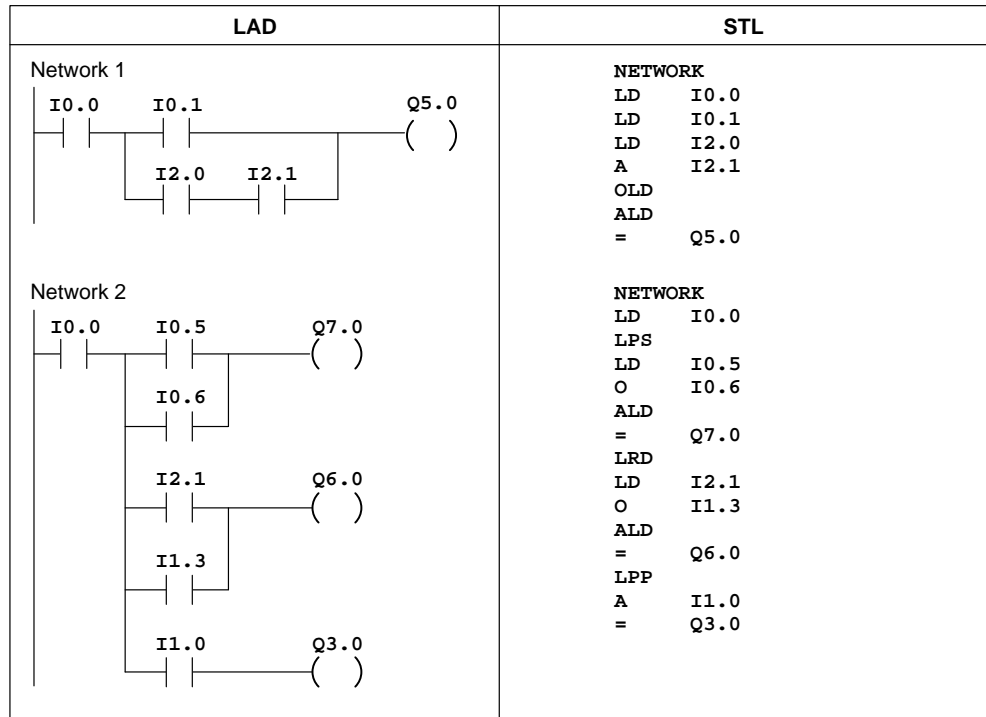 LAD
STL
Network 1
I0.0 I0.1 Q5.0
I2.0 I2.1
NETWORK
LD I0.0
LD I0.1
LD I2.0
A I2.1
OLD
ALD
= Q5.0
Network 2
I0.0 I0.5 Q7.0
I0.6
I2.1 Q6.0
I1.3
I1.0 Q3.0
NETWORK
LD I0.0
LPS
LD I0.5
O I0.6
ALD
= Q7.0
LRD
LD I2.1
O I1.3
ALD
= Q6.0
LPP
A I1.0
= Q3.0